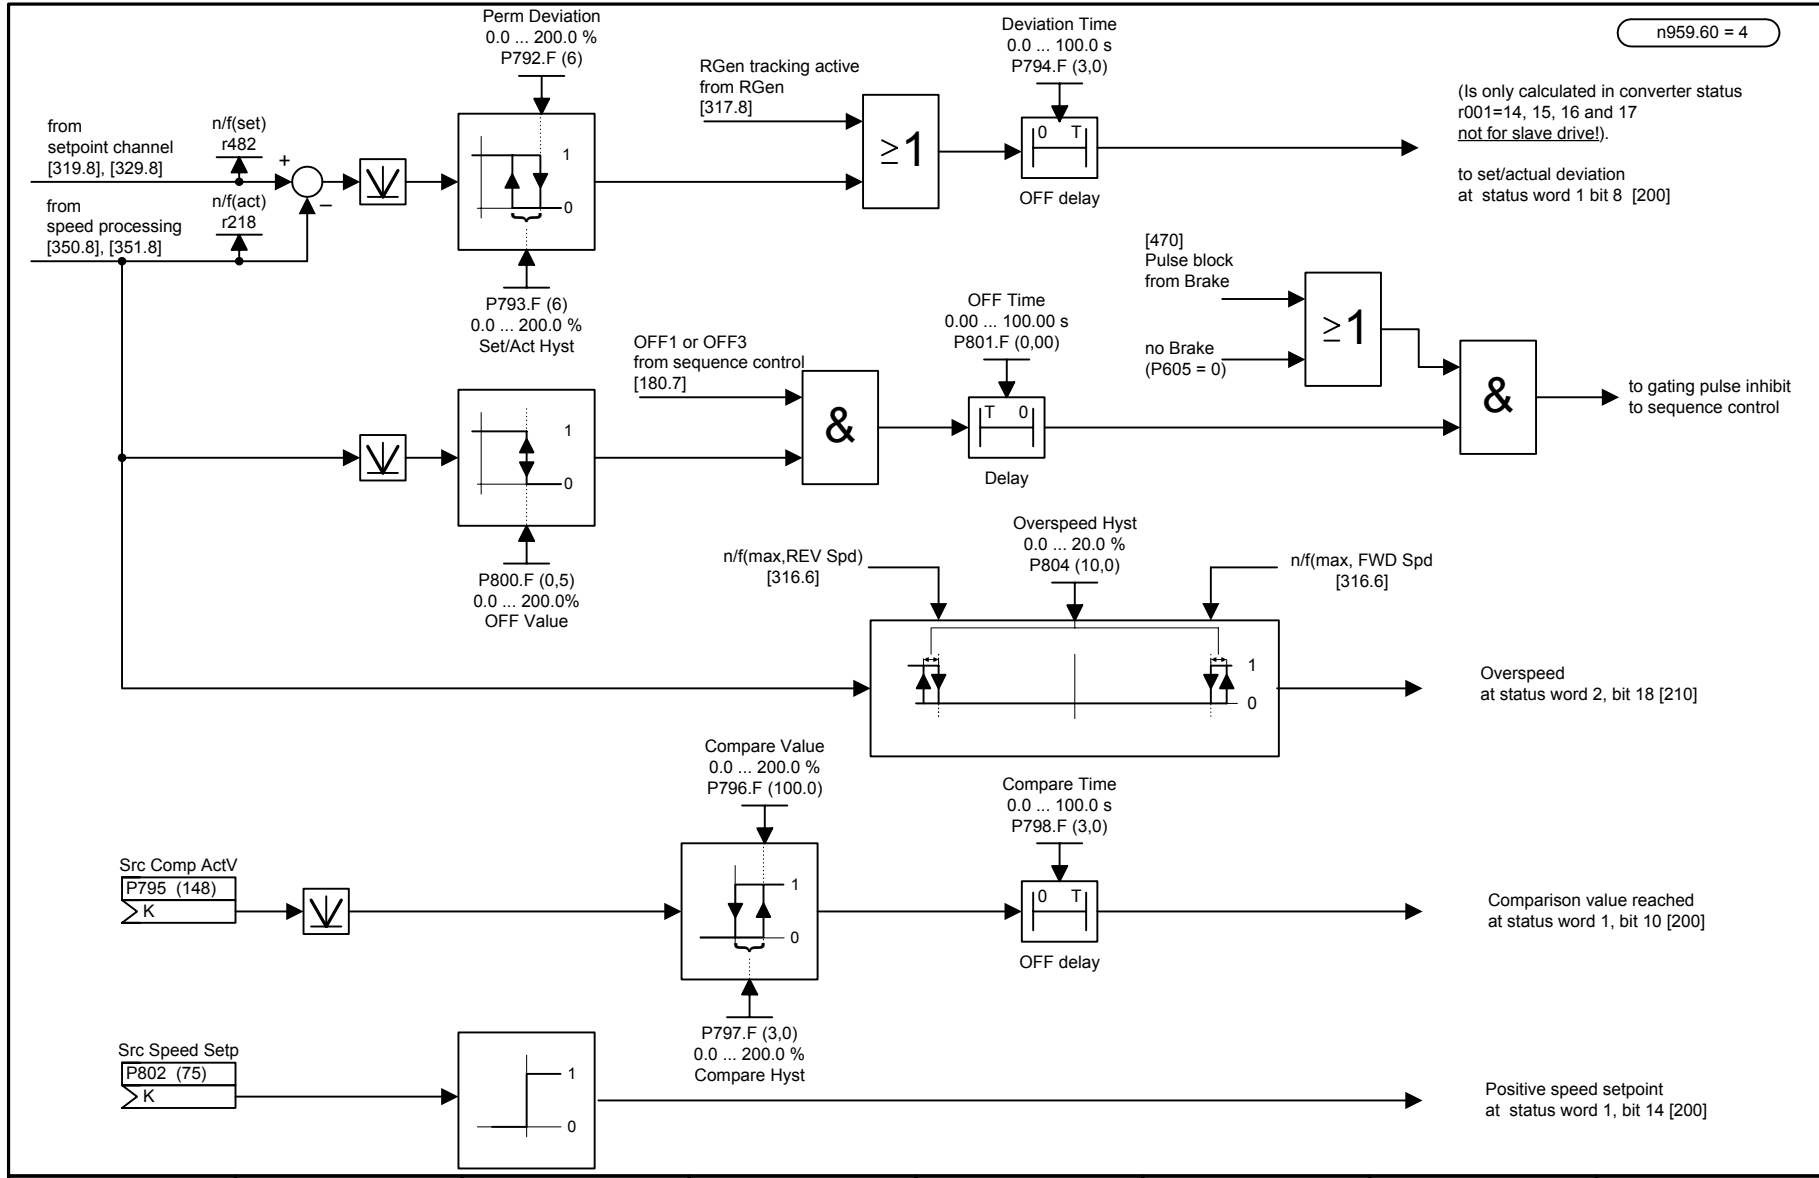 n959.60 = 4
Perm Deviation
0.0 ... 200.0 %
P792.F (6)
Deviation Time
0.0 ... 100.0 s
P794.F (3,0)
RGen tracking active
from RGen
[317.8]
(Is only calculated in converter status
r001=14, 15, 16 and 17
not for slave drive!).
to set/actual deviation
at status word 1 bit 8 [200]
from
setpoint channel
[319.8], [329.8]
n/f(set)
r482
+
−
from
speed processing
[350.8], [351.8]
n/f(act)
r218
1
0
≥1
0 T
OFF delay
P793.F (6)
0.0 ... 200.0 %
Set/Act Hyst
OFF1 or OFF3
from sequence control
[180.7]
OFF Time
0.00 ... 100.00 s
P801.F (0,00)
[470]
Pulse block
from Brake
no Brake
(P605 = 0)
≥1
&
to gating pulse inhibit
to sequence control
1
0
&
T 0
Delay
P800.F (0,5)
0.0 ... 200.0%
OFF Value
n/f(max,REV Spd)
[316.6]
Overspeed Hyst
0.0 ... 20.0 %
P804 (10,0)
n/f(max, FWD Spd
[316.6]
1
0
Overspeed
at status word 2, bit 18 [210]
Compare Value
0.0 ... 200.0 %
P796.F (100.0)
Compare Time
0.0 ... 100.0 s
P798.F (3,0)
Src Comp ActV
P795 (148)
K
1
0
0 T
OFF delay
Comparison value reached
at status word 1, bit 10 [200]
P797.F (3,0)
0.0 ... 200.0 %
Compare Hyst
Src Speed Setp
P802 (75)
K
1
0
Positive speed setpoint
at status word 1, bit 14 [200]